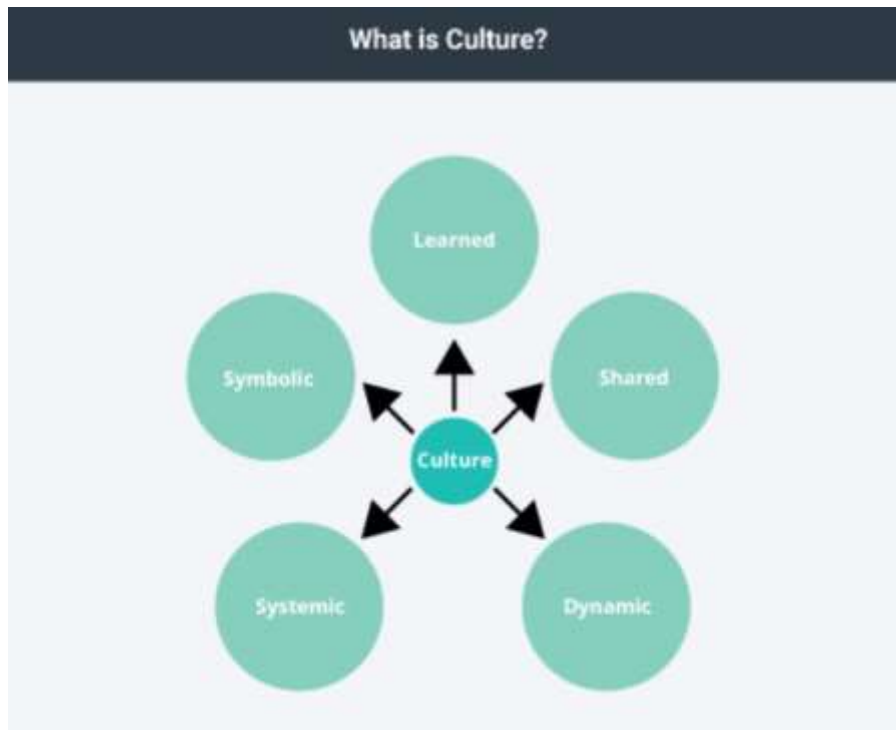 What is Culture?
Learned
Symbolic
Shared
Culture
Systemic
Dynamic